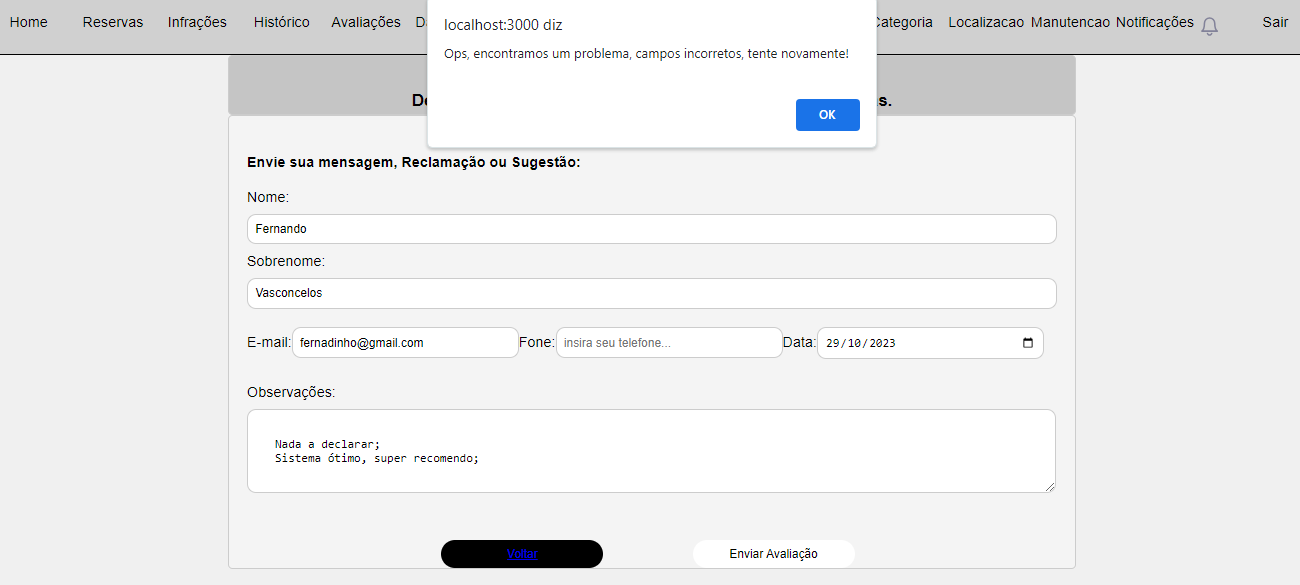 Home Reservas Infrações Histórico Avaliações Categoria Localizacao Manutencao Notificações Sair
localhost:3000 diz
Ops, encontramos um problema, campos incorretos, tente novamente!
OK
Envie sua mensagem, Reclamação ou Sugestão:
Nome:
Fernando
Sobrenome:
Vasconcelos
E-mail: fernadinho@gmail.com Fone: insira seu telefone... Data: 29/10/2023
Observações:
Nada a declarar;
Sistema ótimo, super recomendo;
Voltar Enviar Avaliação